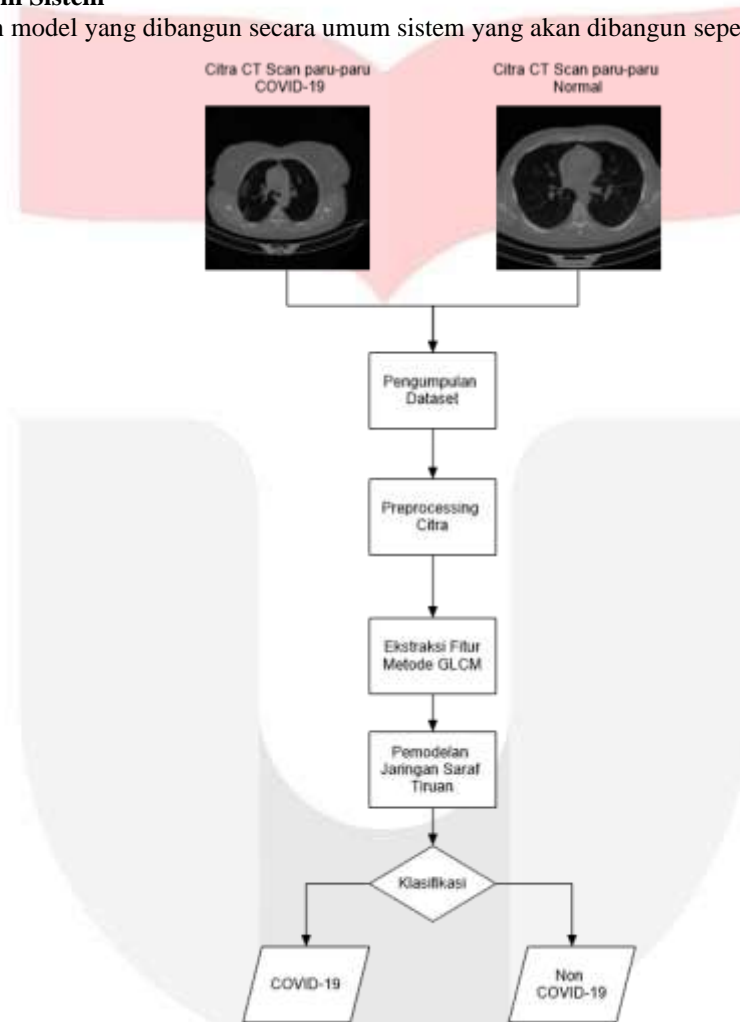 Sistem
model yang dibangun secara umum sistem yang akan dibangun
Citra CT Scan paru-paru
COVID-19
Citra CT Scan paru-paru
Normal
Pengumpulan
Dataset
Preprocessing
Citra
Ekstraksi Fitur
Metode GLCM
Pemodelan
Jaringan Saraf
Tiruan
Klasifikasi
COVID-19
Non
COVID-19